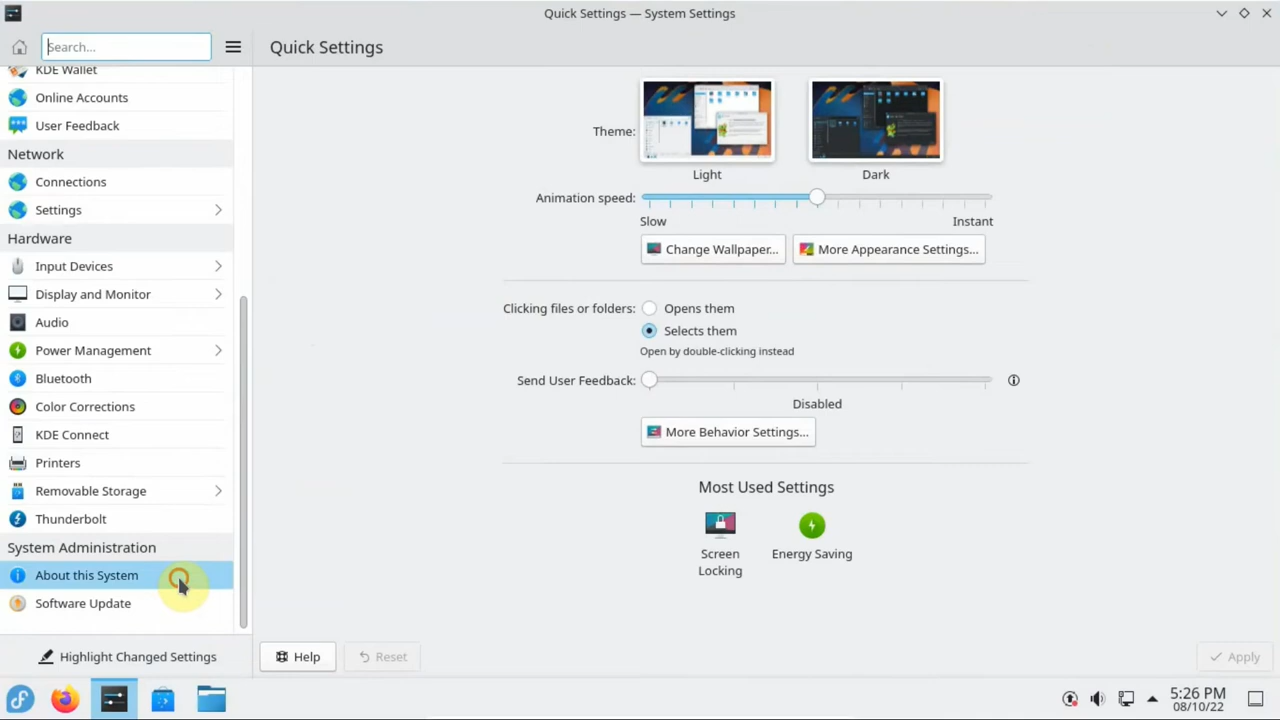 Quick Settings — System Settings
Search...
Quick Settings
KDE Wallet
Online Accounts
User Feedback
Network
Connections
Settings
Hardware
Input Devices
Display and Monitor
Audio
Power Management
Bluetooth
Color Corrections
KDE Connect
Printers
Removable Storage
Thunderbolt
System Administration
About this System
Software Update
Highlight Changed Settings
Theme:
Light
Dark
Animation speed:
Slow
Instant
Change Wallpaper...
More Appearance Settings...
Clicking files or folders:
Opens them
Selects them
Open by double-clicking instead
Send User Feedback:
Disabled
More Behavior Settings...
Most Used Settings
Screen
Locking
Energy Saving
Help
Reset
Apply
5:26 PM
08/10/22